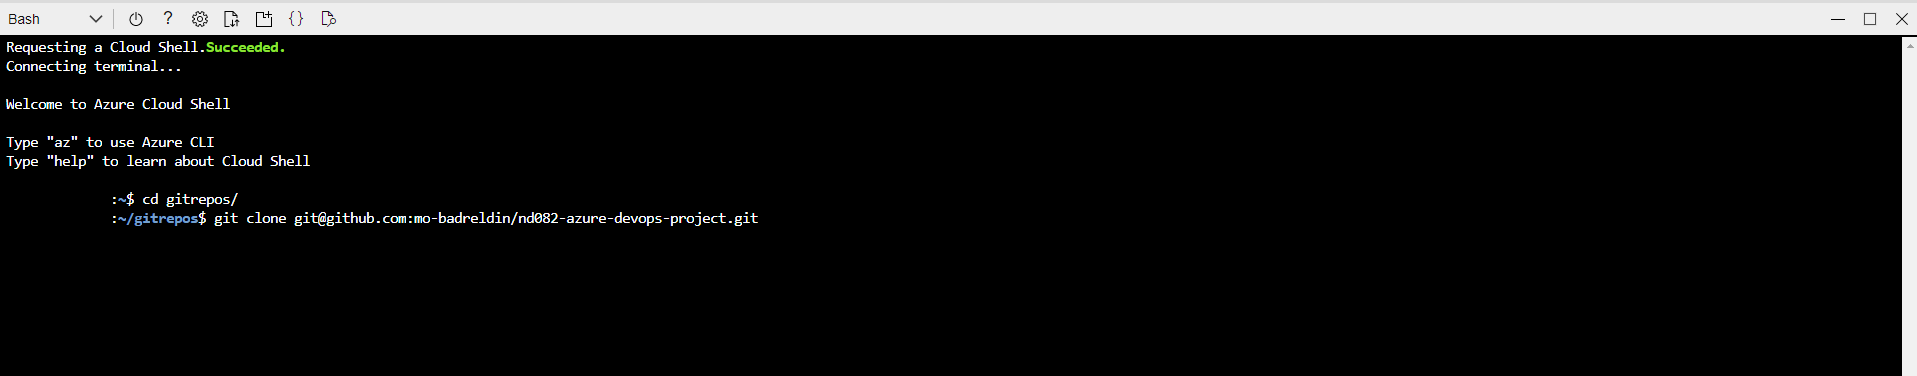 Bash
?
{}
Requesting a Cloud Shell.Succeeded.
Connecting terminal...
Welcome to Azure Cloud Shell
Type "az" to use Azure CLI
Type "help" to learn about Cloud Shell
:~$ cd gitrepos/
:~/gitrepos$ git clone git@github.com:mo-badreldin/nd082-azure-devops-project.git